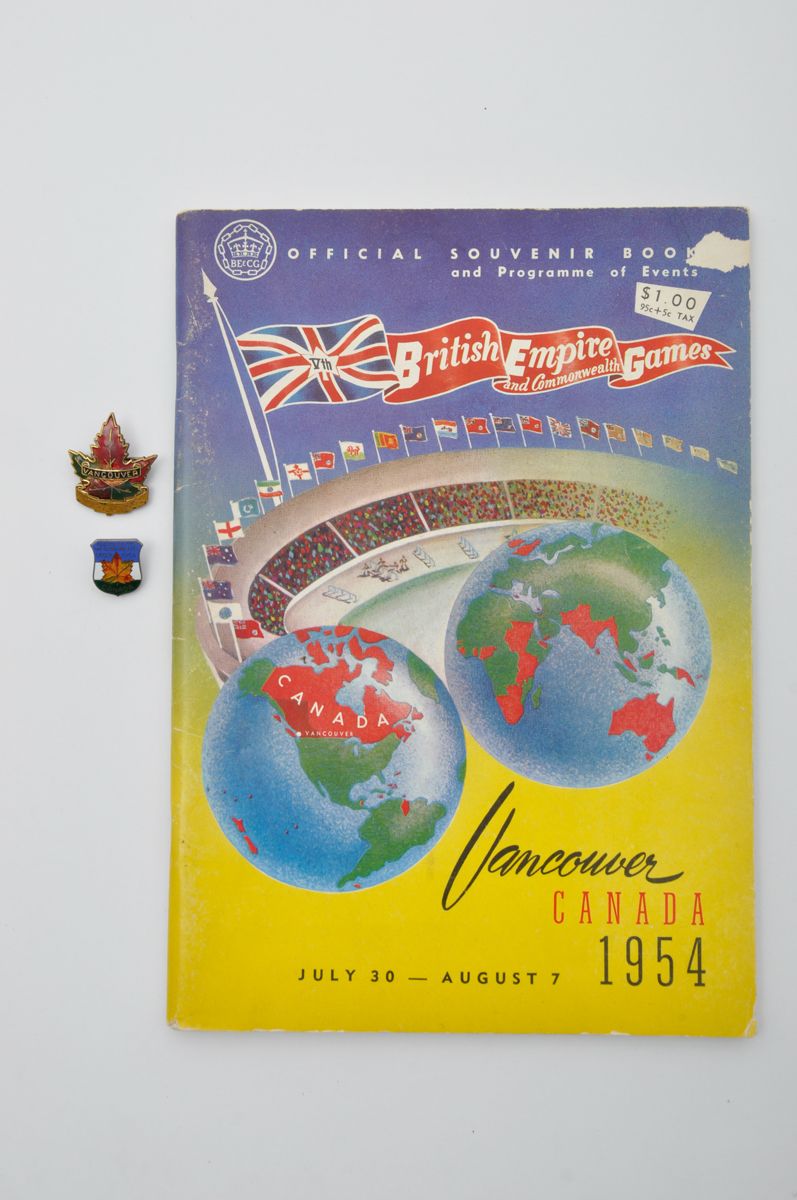 BE&CG
OFFICIAL SOUVENIR BOOK
and Programme of Events
$1.00
95c+5c TAX
Vth
British Empire
and Commonwealth
Games
VANCOUVER
CANADA
VANCOUVER
Vancouver
CANADA
1954
JULY 30 — AUGUST 7